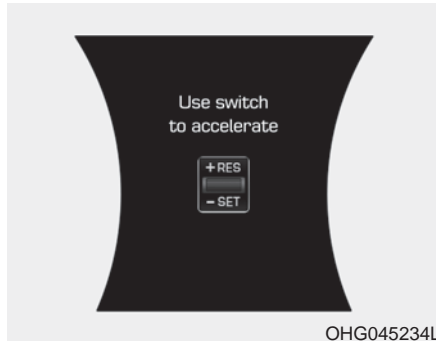 Use switch
to accelerate
+ RES
– SET
OHG045234L